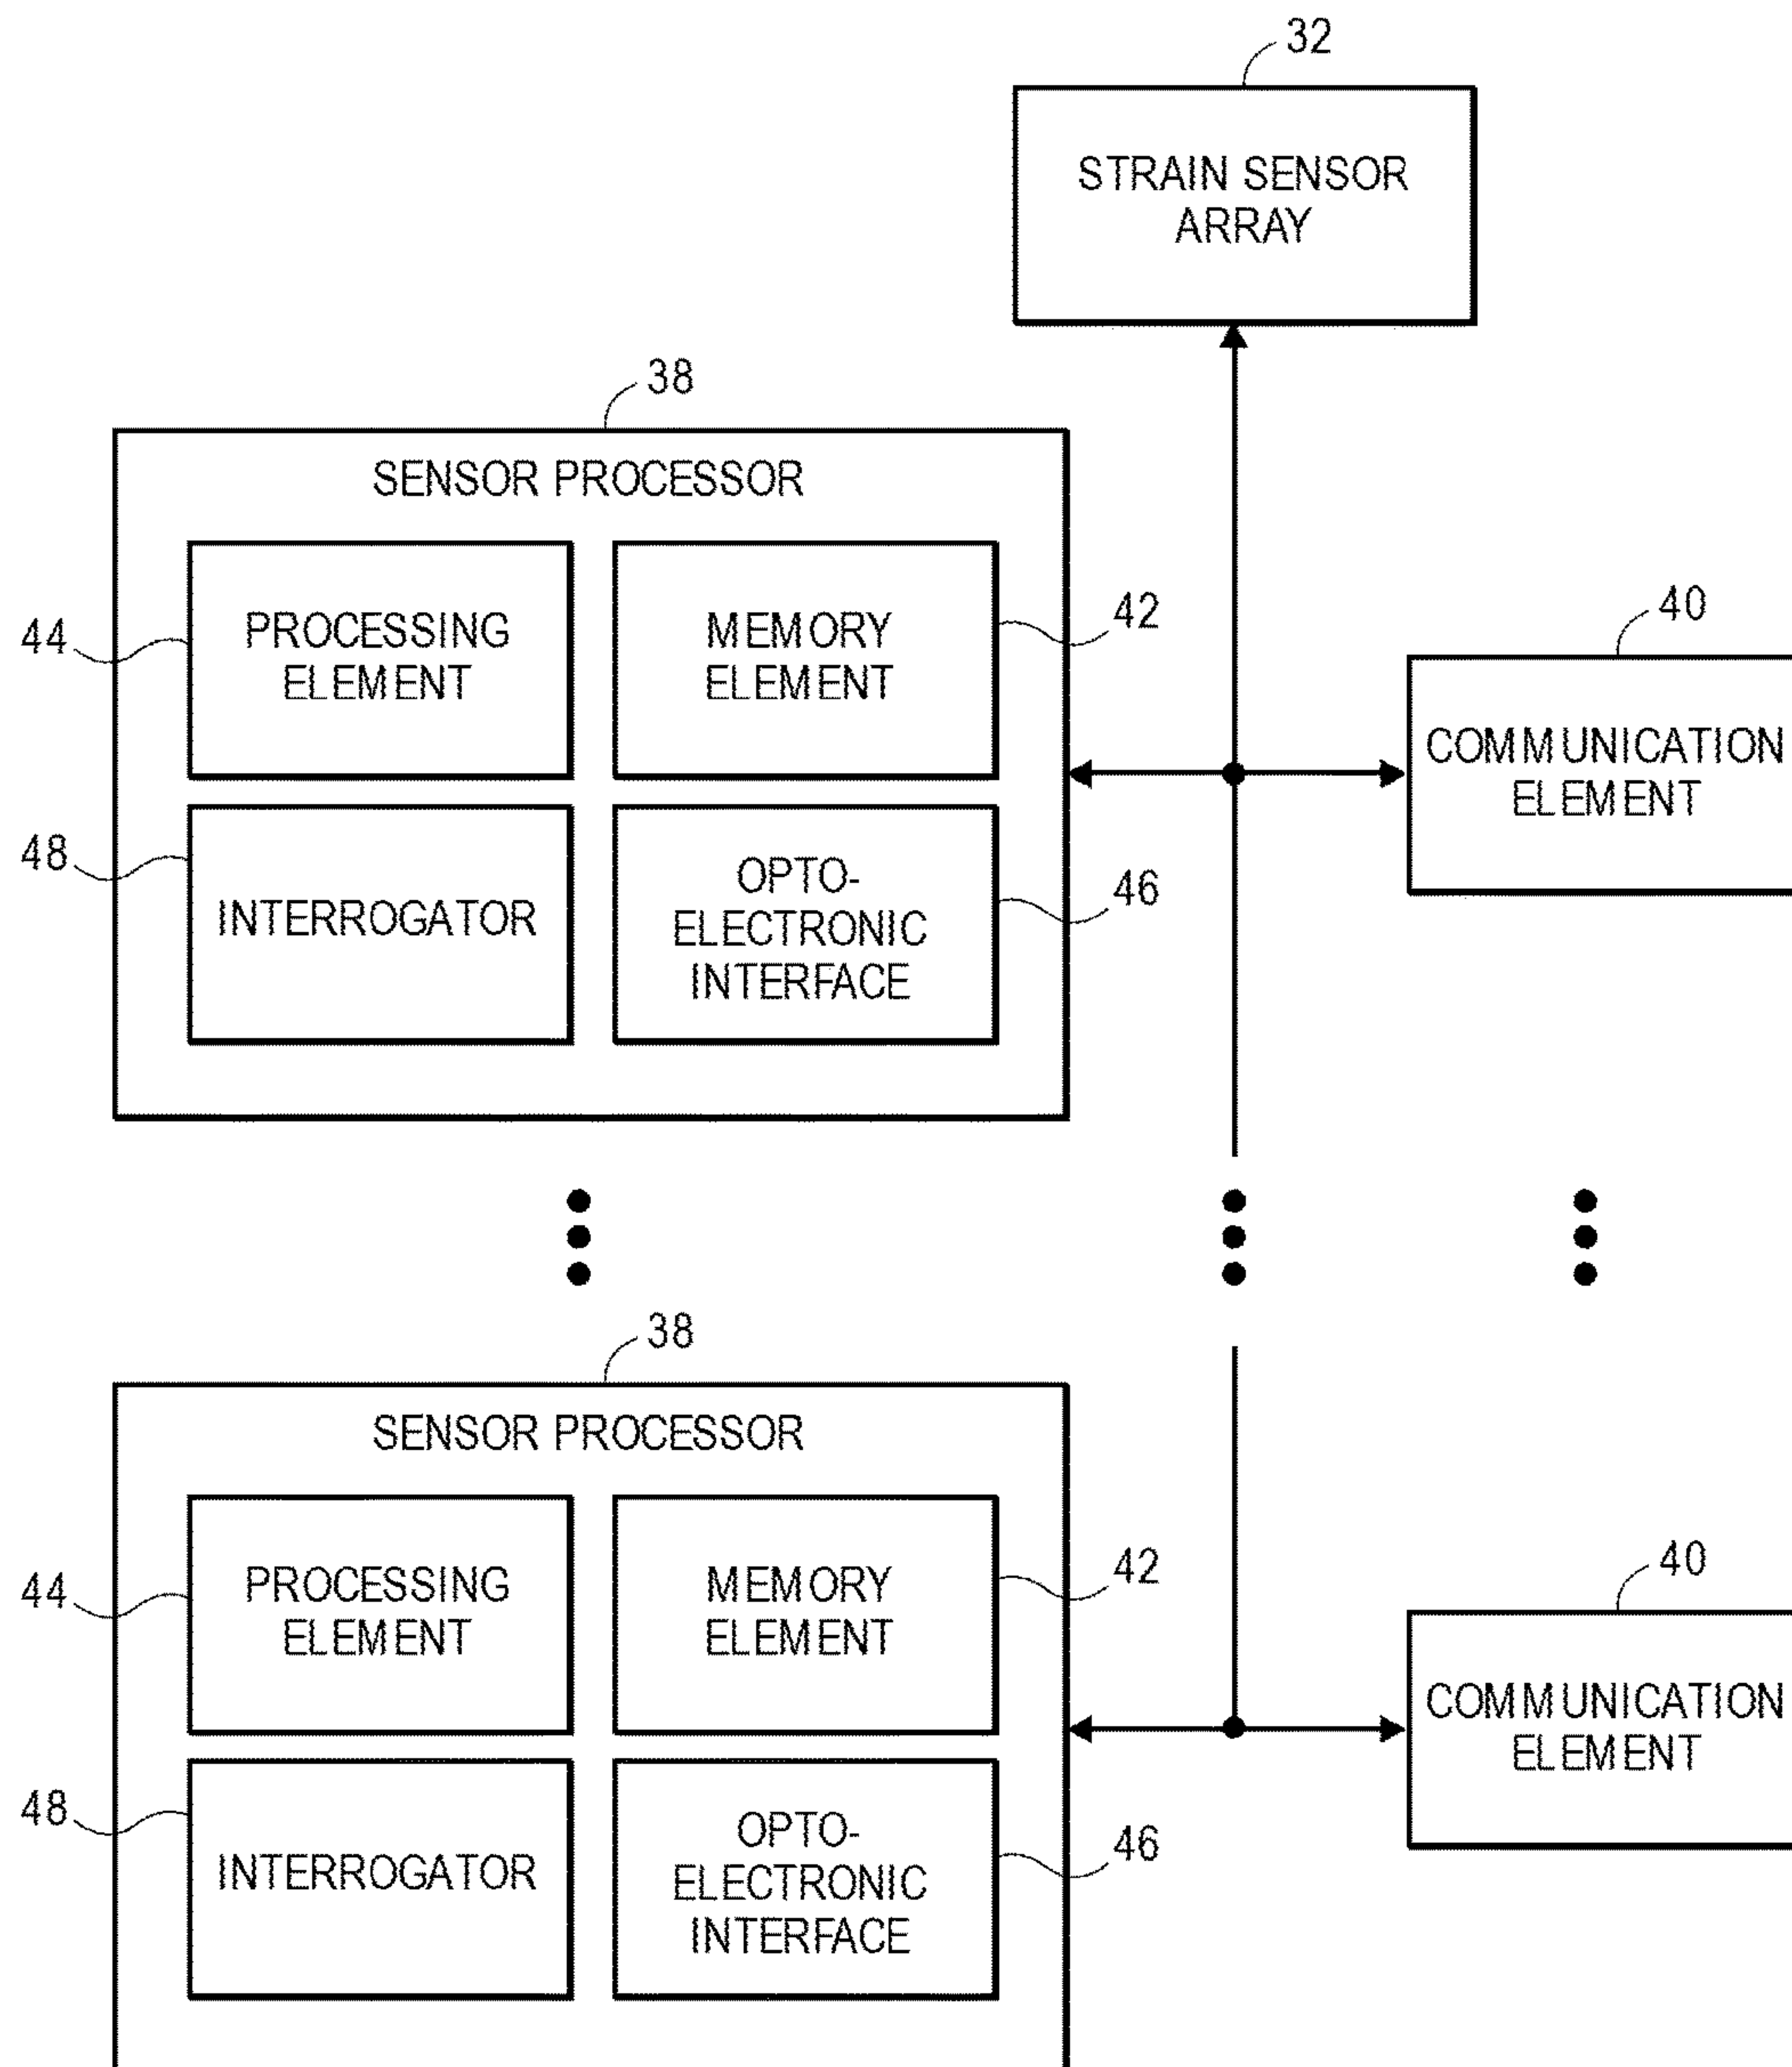 32
STRAIN SENSOR
ARRAY
38
SENSOR PROCESSOR
44
PROCESSING
ELEMENT
MEMORY
ELEMENT
42
40
COMMUNICATION
ELEMENT
48
INTERROGATOR
OPTO-
ELECTRONIC
INTERFACE
46
38
SENSOR PROCESSOR
44
PROCESSING
ELEMENT
MEMORY
ELEMENT
42
40
COMMUNICATION
ELEMENT
48
INTERROGATOR
OPTO-
ELECTRONIC
INTERFACE
46